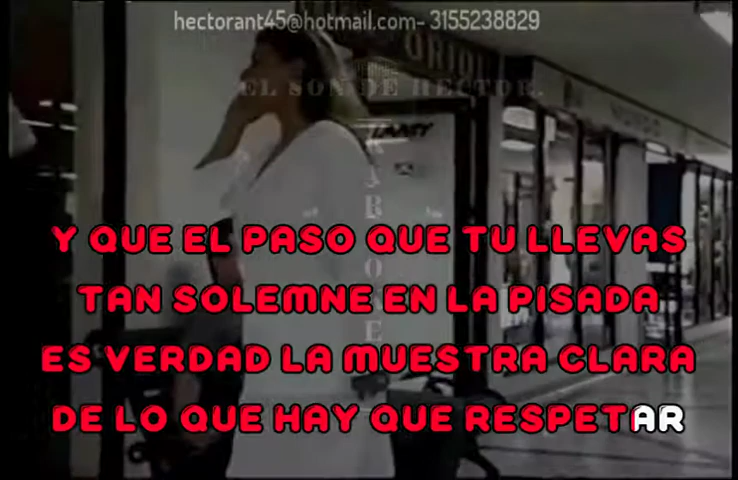 hectorant45@hotmail.com- 3155238829
ORIO
EL SON DE HECTOR.
Y QUE EL PASO QUE TU LLEVAS
TAN SOLEMNE EN LA PISADA
ES VERDAD LA MUESTRA CLARA
DE LO QUE HAY QUE RESPETAR